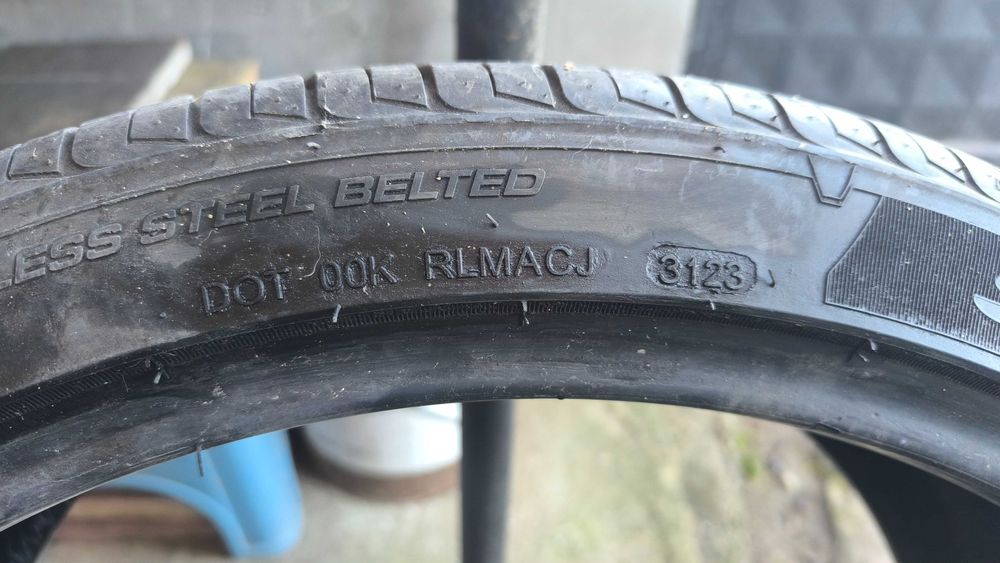 LESS STEEL BELTED
DOT 00K RLMACJ 3123